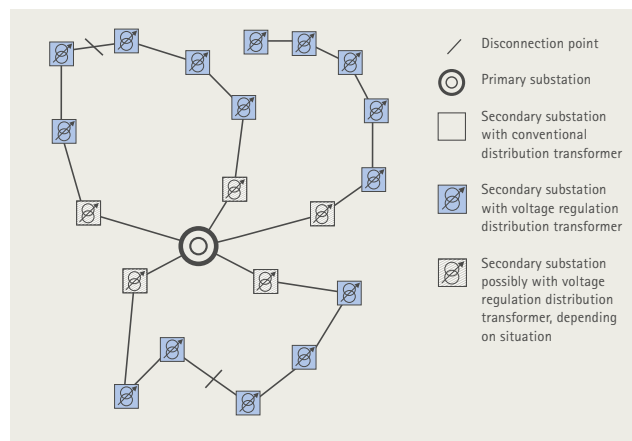 Disconnection point
Primary substation
Secondary substation
with conventional
distribution transformer
Secondary substation
with voltage regulation
distribution transformer
Secondary substation
possibly with voltage
regulation distribution
transformer, depending
on situation